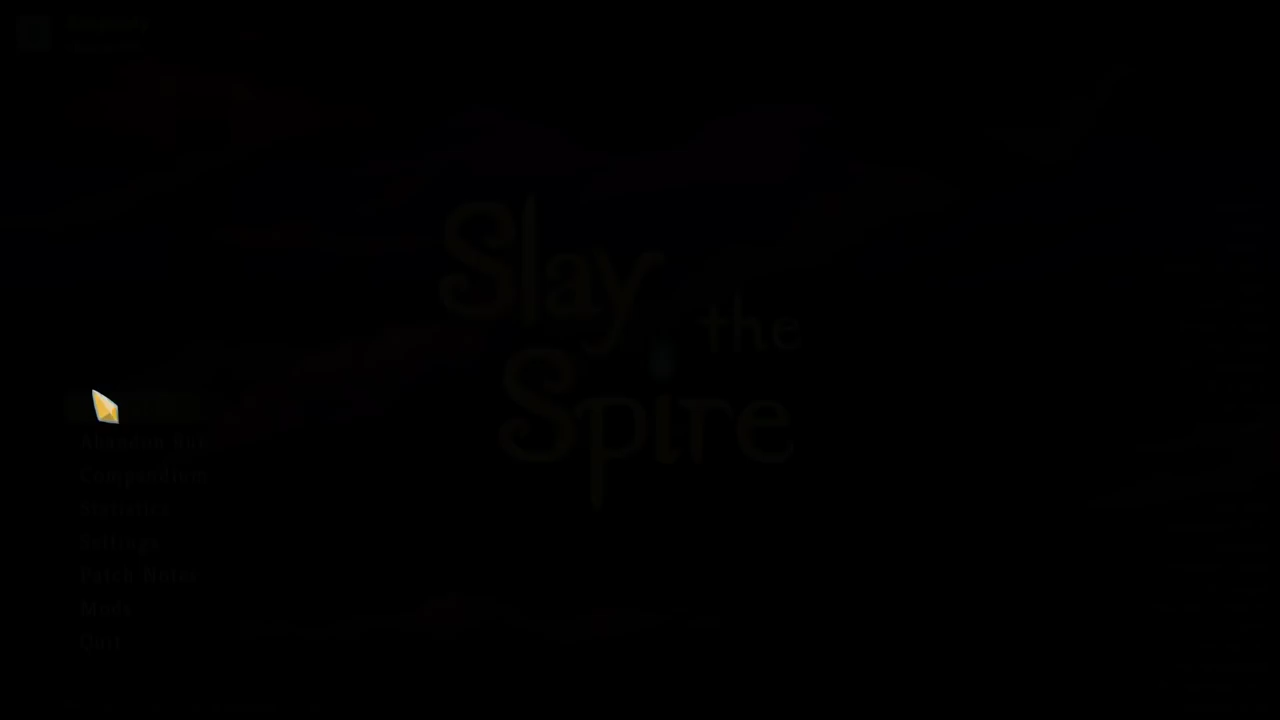 Slay
the
Spire
Abandon Run
Compendium
Statistics
Settings
Patch Notes
Mods
Quit